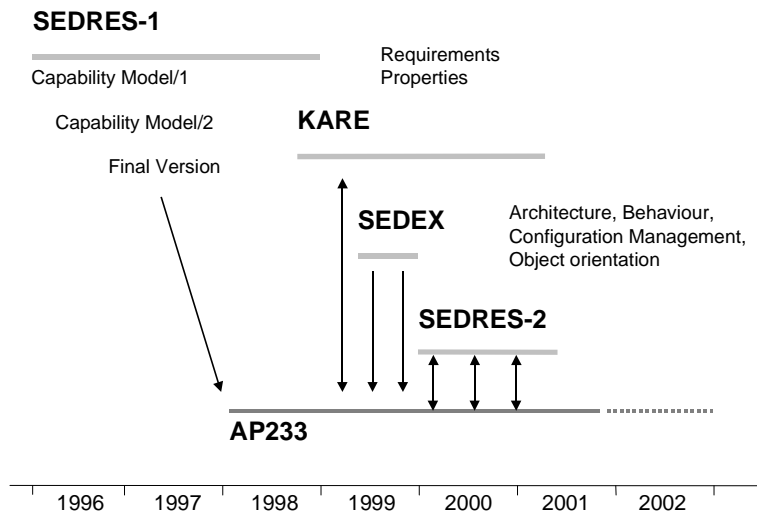 SEDRES-1
Requirements
Properties
Capability Model/1
Capability Model/2
KARE
Final Version
SEDEX
Architecture, Behaviour,
Configuration Management,
Object orientation
SEDRES-2
AP233
1996 1997 1998 1999 2000 2001 2002